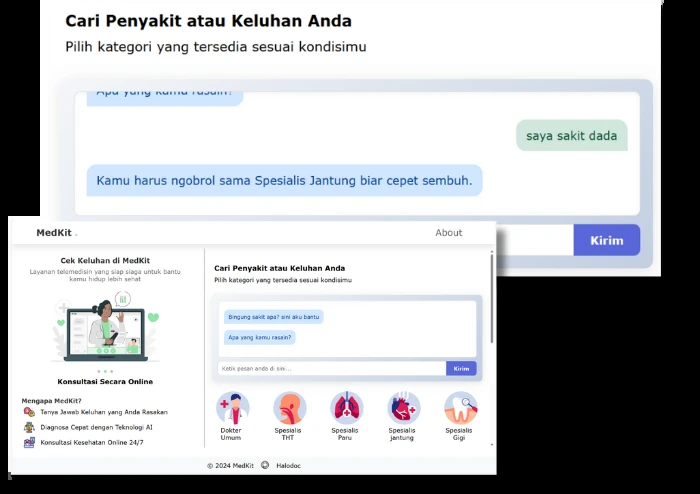 Cari Penyakit atau Keluhan Anda
Pilih kategori yang tersedia sesuai kondisimu
Apa yang kamu rasain?
saya sakit dada
Kamu harus ngobrol sama Spesialis Jantung biar cepet sembuh.
Kirim
MedKit .
About
Cek Keluhan di MedKit
Layanan telemedisin yang siap siaga untuk bantu
kamu hidup lebih sehat
Konsultasi Secara Online
Mengapa MedKit?
Tanya Jawab Keluhan yang Anda Rasakan
Diagnosa Cepat dengan Teknologi AI
Konsultasi Kesehatan Online 24/7
Cari Penyakit atau Keluhan Anda
Pilih kategori yang tersedia sesuai kondisimu
Bingung sakit apa? sini aku bantu
Apa yang kamu rasain?
Ketik pesan anda di sini...
Kirim
Dokter
Umum
Spesialis
THT
Spesialis
Paru
Spesialis
jantung
Spesialis
Gigi
© 2024 MedKit
Halodoc